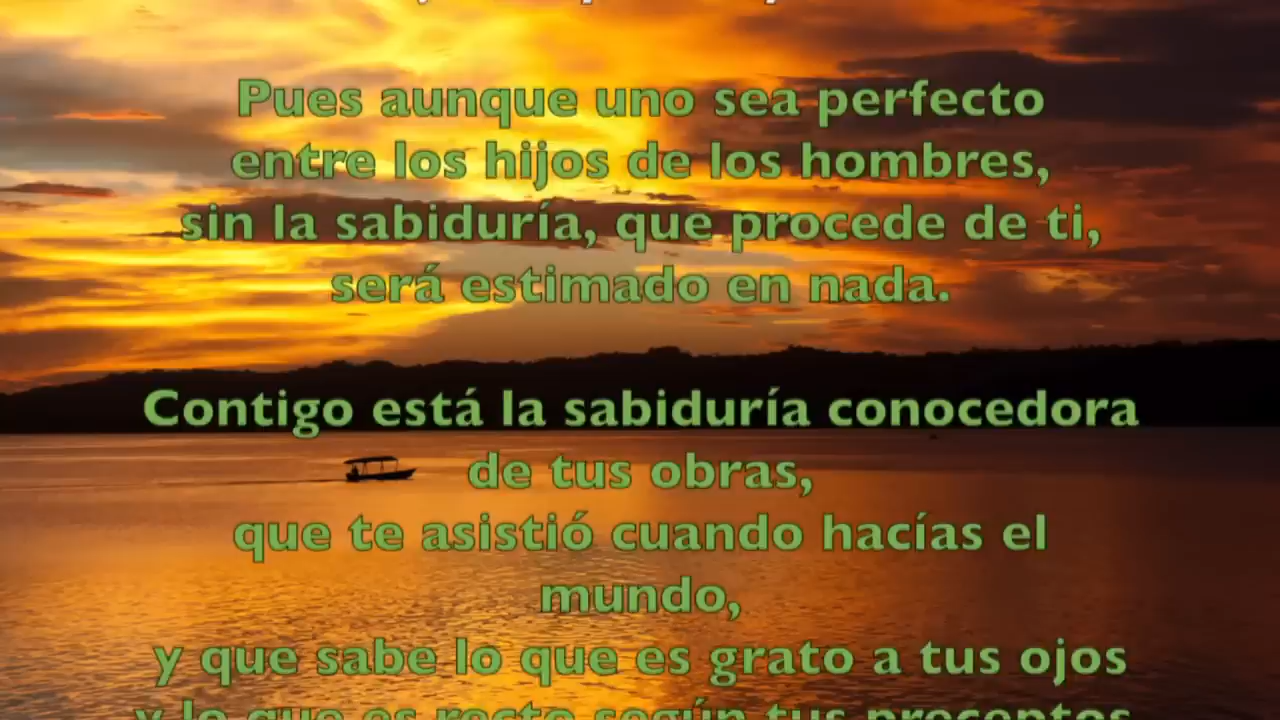 Pues aunque uno sea perfecto
entre los hijos de los hombres,
sin la sabiduría, que procede de ti,
será estimado en nada.
Contigo está la sabiduría conocedora
de tus obras,
que te asistió cuando hacías el
mundo,
y que sabe lo que es grato a tus ojos
y lo que es recto según tus preceptos.